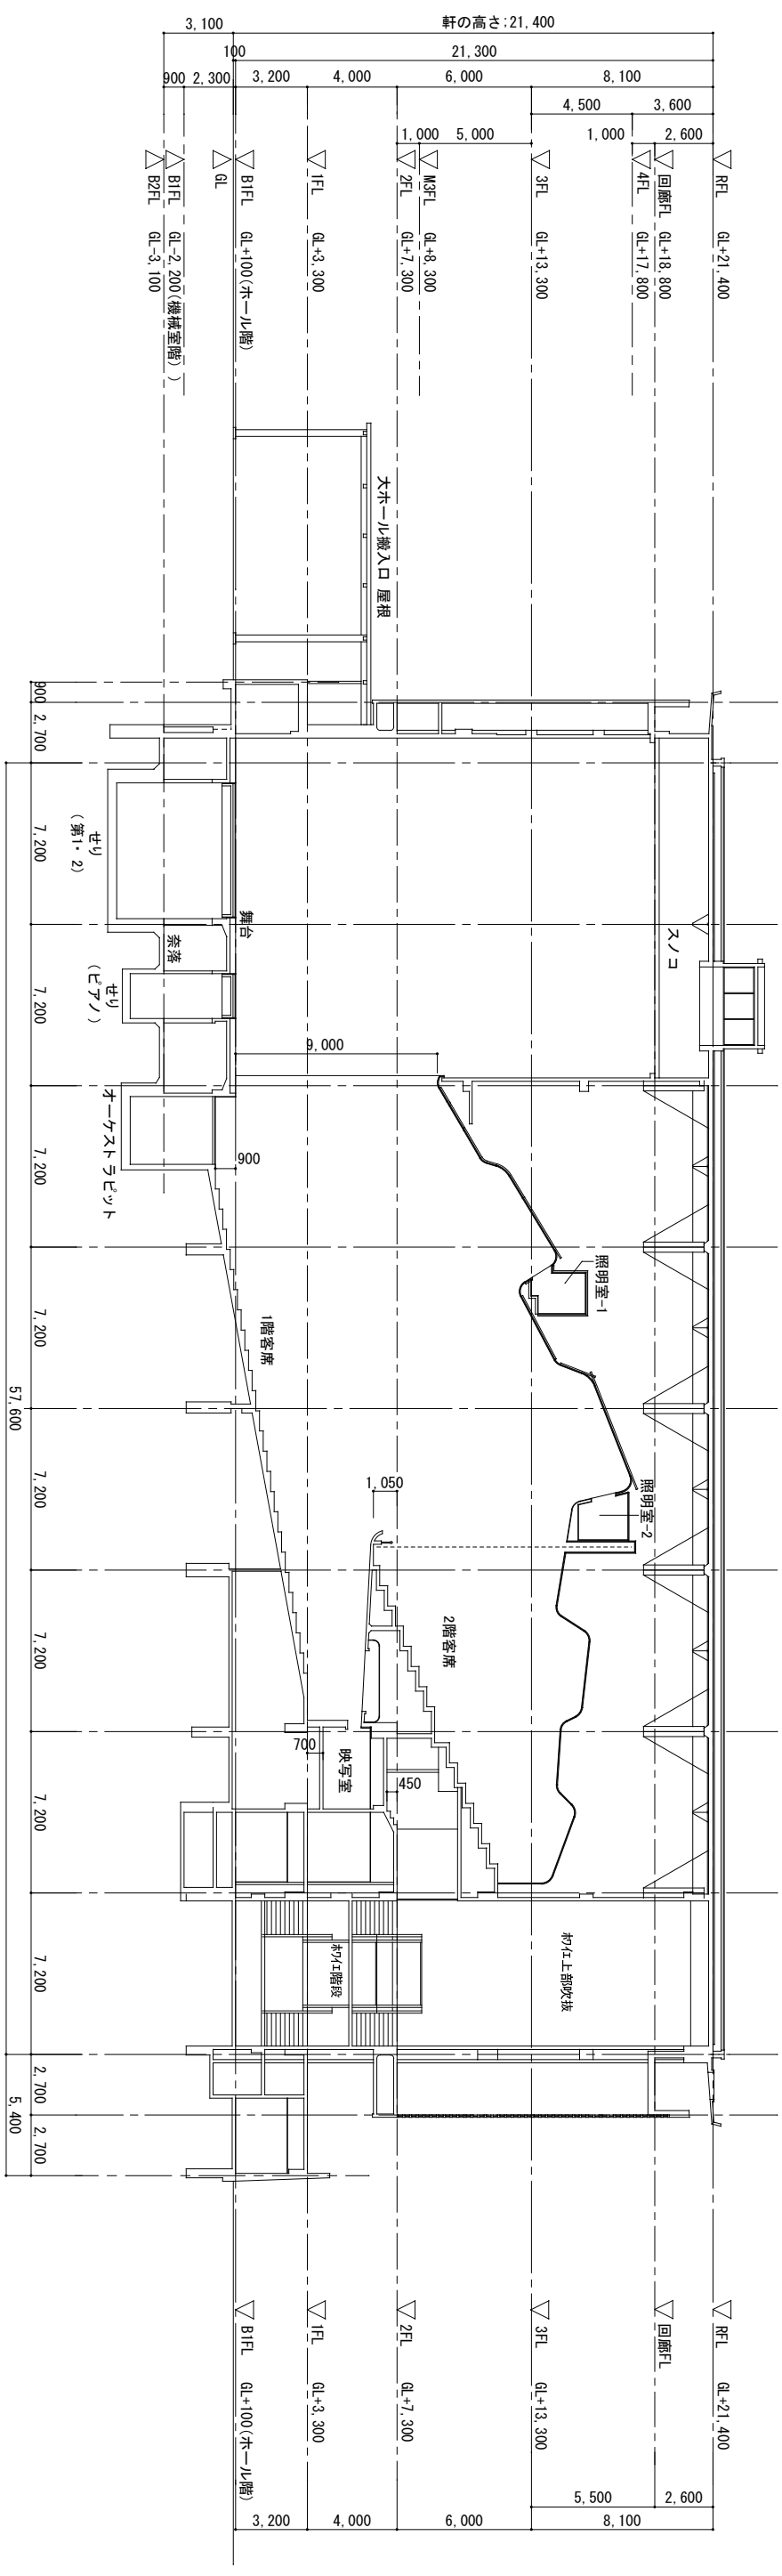 軒の高さ:21,400
3,100
21,300
100
900
2,300
3,200
4,000
6,000
8,100
4,500
3,600
1,000
5,000
1,000
2,600
RFL GL+21,400
回廊FL GL+18,800
4FL GL+17,800
3FL GL+13,300
M3FL GL+8,300
2FL GL+7,300
1FL GL+3,300
B1FL GL+100(ホール階)
GL
B1FL GL-2,200(機械室階))
B2FL GL-3,100
大ホール搬入口 屋根
スノコ
舞台
奈落
せり
(第1・2)
せり
(ピアノ)
オーケストラピット
9,000
900
照明室-1
照明室-2
1階客席
2階客席
1,050
映写室
700
450
ホワイエ階段
ホワイエ上部吹抜
900
2,700
7,200
7,200
7,200
7,200
7,200
7,200
7,200
7,200
2,700
2,700
57,600
5,400
RFL GL+21,400
回廊FL
3FL GL+13,300
2FL GL+7,300
1FL GL+3,300
B1FL GL+100(ホール階)
5,500
2,600
3,200
4,000
6,000
8,100